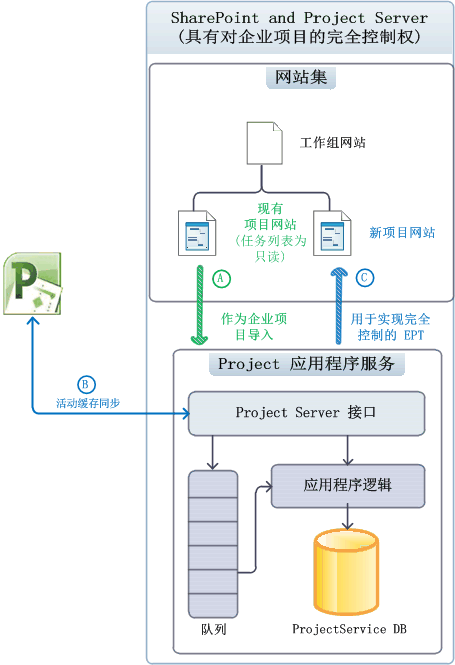 SharePoint and Project Server
(具有对企业项目的完全控制权)
网站集
工作组网站
现有
项目网站
(任务列表为
只读)
新项目网站
P
A
C
作为企业项
目导入
用于实现完全
控制的 EPT
B
活动缓存同步
Project 应用程序服务
Project Server 接口
应用程序逻辑
队列
ProjectService DB